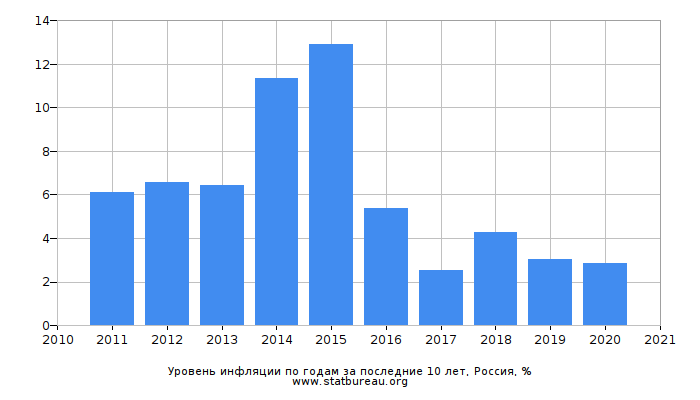 14
12
10
8
6
4
2
0
2010 2011 2012 2013 2014 2015 2016 2017 2018 2019 2020 2021
Уровень инфляции по годам за последние 10 лет, Россия, %
www.statbureau.org